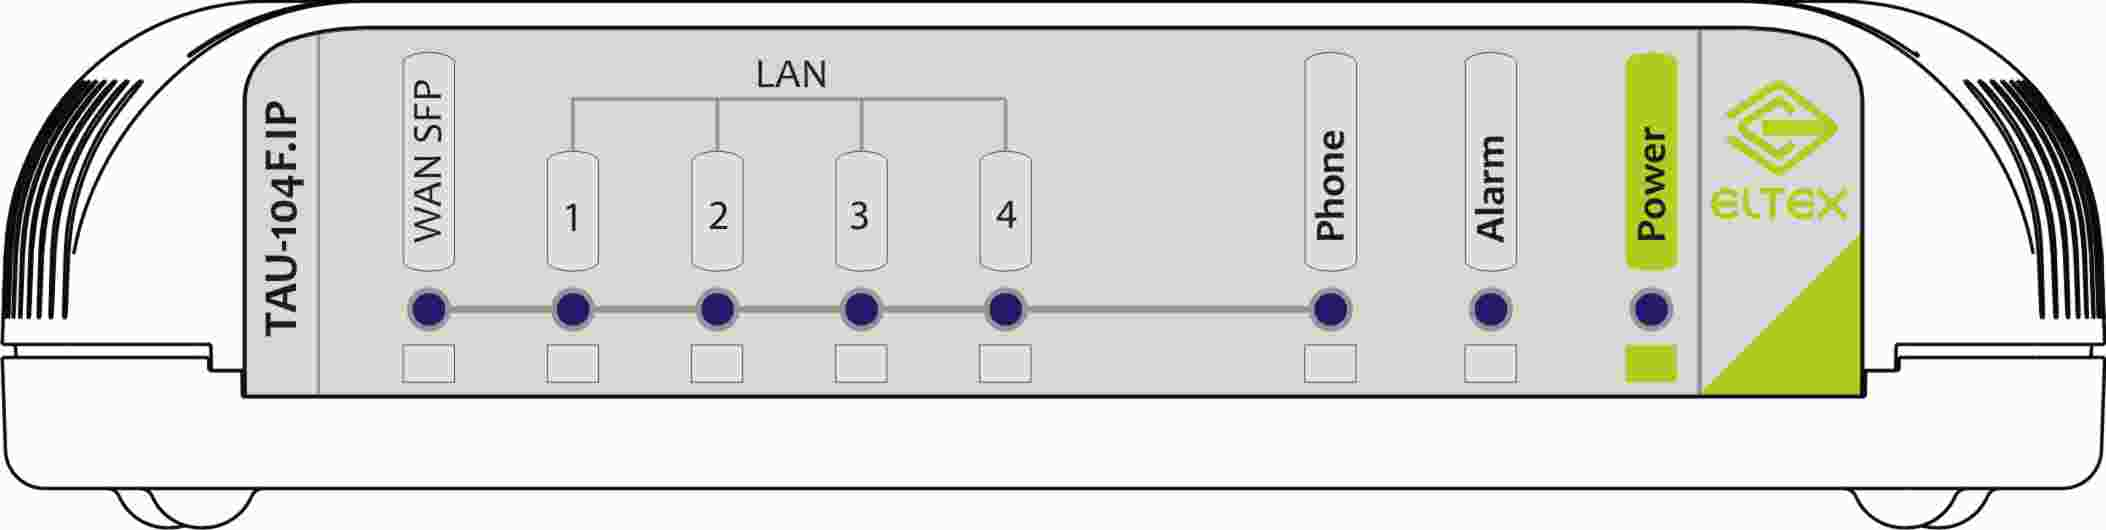 TAU-104F.IP
WAN SFP
LAN
1
2
3
4
Phone
Alarm
Power
ELTEX